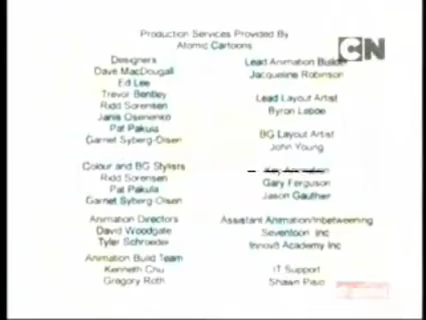 Production Services Provided By
Atomic Cartoons
Designers
Dave MacDougall
Ed Lee
Trevor Bentley
Ridd Sorensen
Janis Osenenko
Pat Pakula
Garnet Syberg-Olsen
Colour and BG Stylists
Ridd Sorensen
Pat Pakula
Garnet Syberg-Olsen
Animation Directors
David Woodgate
Tyler Schroeder
Animation Build Team
Kenneth Chu
Gregory Roth
CN
Lead Animation Builder
Jacqueline Robinson
Lead Layout Artist
Byron Leboe
BG Layout Artist
John Young
Key Animation
Gary Ferguson
Jason Gauthier
Assistant Animation/Inbetweening
Seventoon Inc
Innov8 Academy Inc
IT Support
Shawn